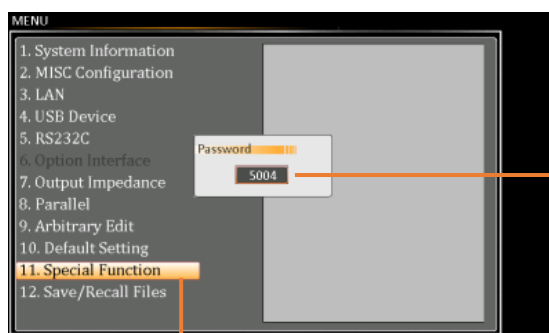 MENU
1. System Information
2. MISC Configuration
3. LAN
4. USB Device
5. RS232C
6. Option Interface
7. Output Impedance
8. Parallel
9. Arbitrary Edit
10. Default Setting
11. Special Function
12. Save/Recall Files
Password
5004